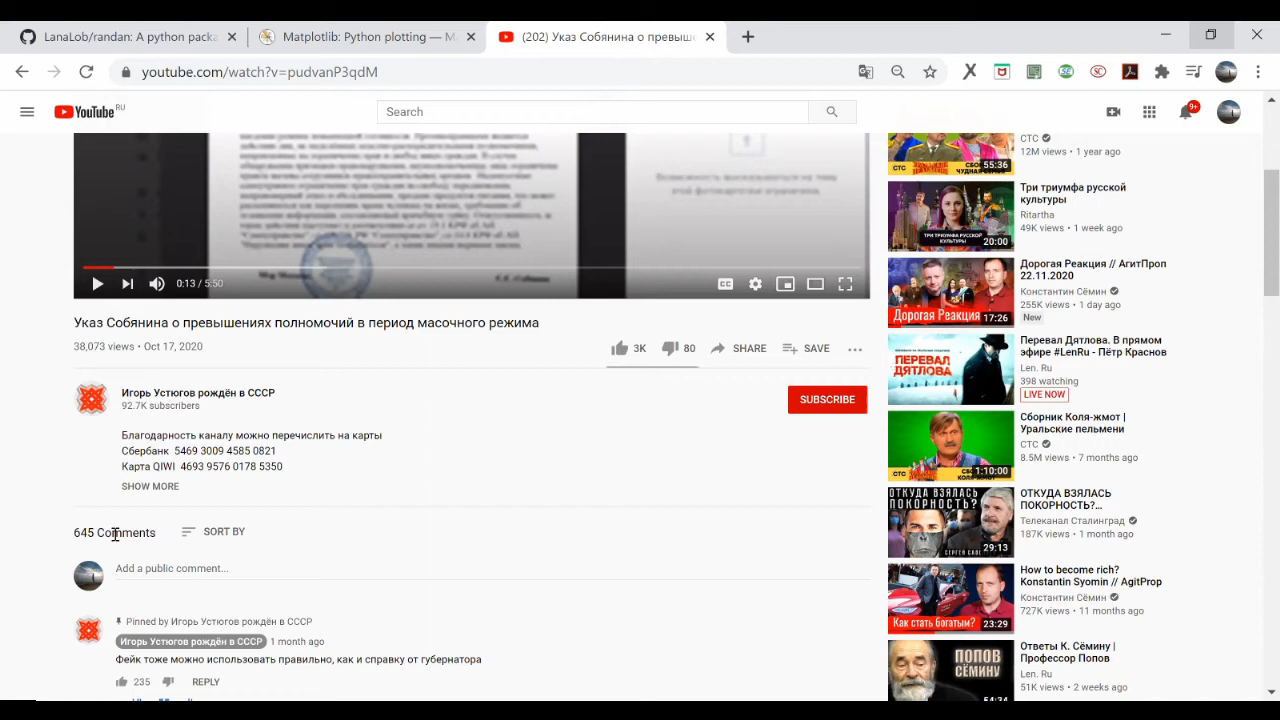 LanaLob/randan: A python packa
Matplotlib: Python plotting — Ma
(202) Указ Собянина о превыше
youtube.com/watch?v=pudvanP3qdM
YouTube RU
Search
9+
0:13 / 5:50
CC
Указ Собянина о превышениях полномочий в период масочного режима
38,073 views • Oct 17, 2020
3K
80
SHARE
SAVE
Игорь Устюгов рождён в СССР
92.7K subscribers
SUBSCRIBE
Благодарность каналу можно перечислить на карты
Сбербанк 5469 3009 4585 0821
Карта QIWI 4693 9576 0178 5350
SHOW MORE
645 Comments
SORT BY
Add a public comment...
Pinned by Игорь Устюгов рождён в СССР
Игорь Устюгов рождён в СССР 1 month ago
Фейк тоже можно использовать правильно, как и справку от губернатора
235
REPLY
СТС
12M views • 1 year ago
55:36
Три триумфа русской
культуры
Ritartha
49K views • 1 week ago
ТРИ ТРИУМФА РУССКОЙ
КУЛЬТУРЫ
20:00
Дорогая Реакция // АгитПроп
22.11.2020
Константин Сёмин
255K views • 1 day ago
New
Дорогая Реакция
17:26
Перевал Дятлова. В прямом
эфире #LenRu - Пётр Краснов
Len. Ru
398 watching
LIVE NOW
ПЕРЕВАЛ
ДЯТЛОВА
Сборник Коля-жмот |
Уральские пельмени
СТС
8.5M views • 7 months ago
1:10:00
ОТКУДА ВЗЯЛАСЬ
ПОКОРНОСТЬ?...
Телеканал Сталинград
187K views • 1 month ago
ОТКУДА ВЗЯЛАСЬ
ПОКОРНОСТЬ?
29:13
How to become rich?
Konstantin Syomin // AgitProp
Константин Сёмин
727K views • 11 months ago
Как стать богатым?
23:29
Ответы К. Сёмину |
Профессор Попов
Len. Ru
51K views • 2 weeks ago
ПОПОВ
СЁМИНУ